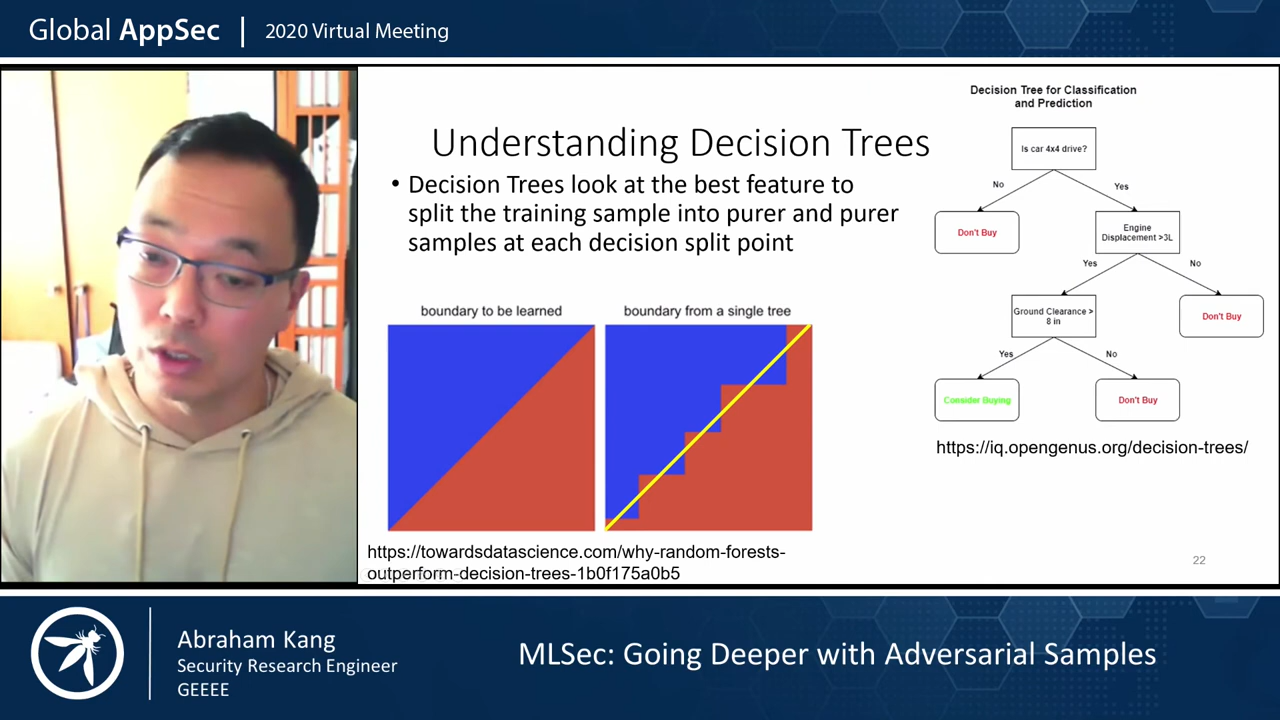 Global AppSec | 2020 Virtual Meeting
Understanding Decision Trees
• Decision Trees look at the best feature to
split the training sample into purer and purer
samples at each decision split point
boundary to be learned
boundary from a single tree
https://towardsdatascience.com/why-random-forests-
outperform-decision-trees-1b0f175a0b5
Decision Tree for Classification
and Prediction
Is car 4x4 drive?
No
Yes
Don't Buy
Engine
Displacement >3L
Yes
No
Ground Clearance >
8 in
Don't Buy
Yes
No
Consider Buying
Don't Buy
https://iq.opengenus.org/decision-trees/
22
Abraham Kang
Security Research Engineer
GEEEE
MLSec: Going Deeper with Adversarial Samples